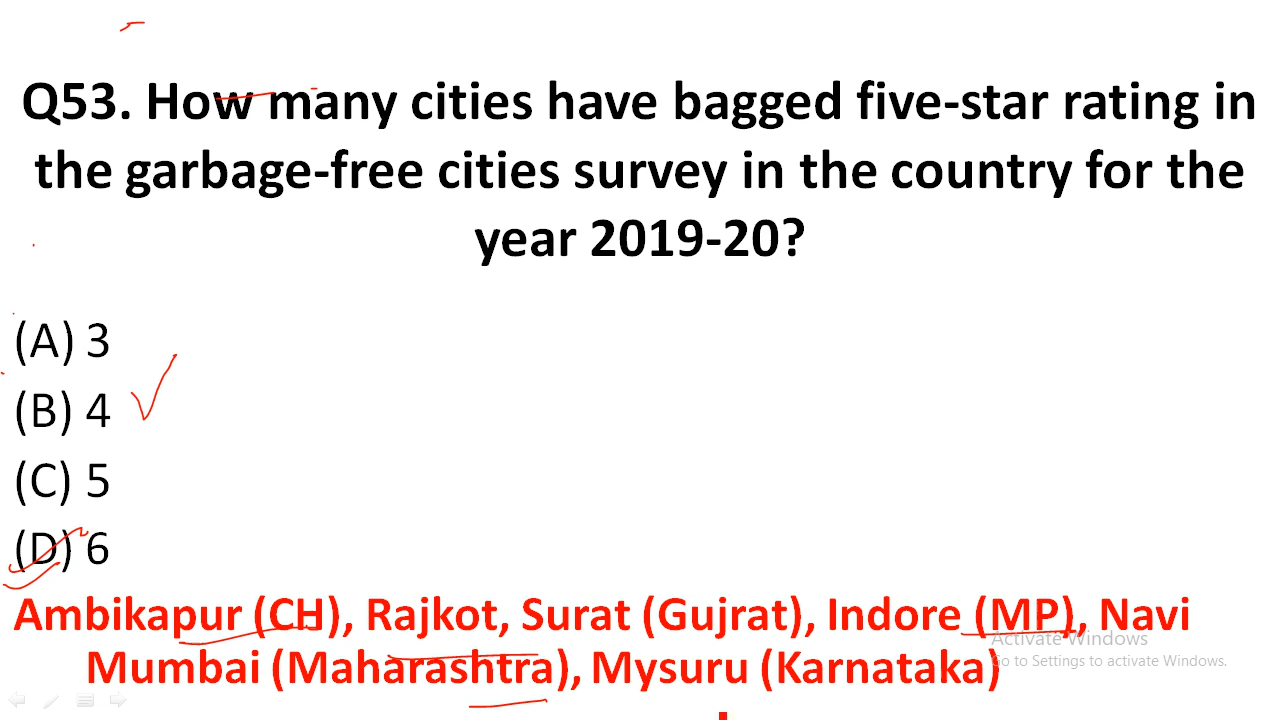 Q53. How many cities have bagged five-star rating in
the garbage-free cities survey in the country for the
year 2019-20?
(A) 3
(B) 4
(C) 5
(D) 6
Ambikapur (CH), Rajkot, Surat (Gujrat), Indore (MP), Navi
Mumbai (Maharashtra), Mysuru (Karnataka)
Activate Windows
Go to Settings to activate Windows.